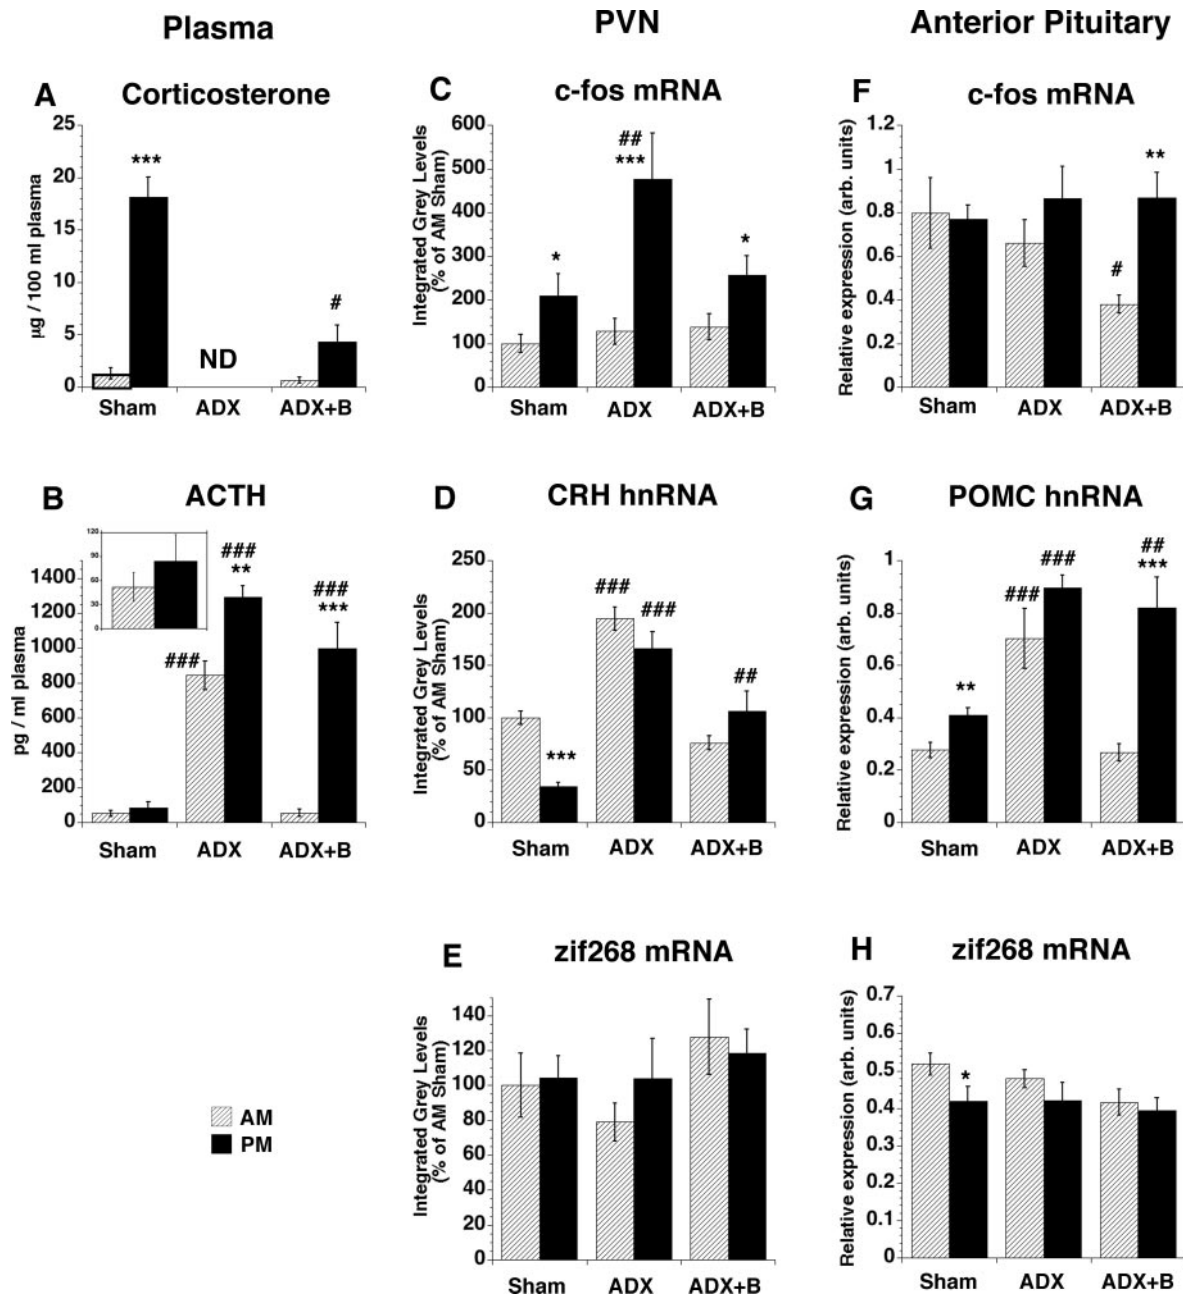 Plasma
PVN
Anterior Pituitary
A
Corticosterone
25
20
15
10
5
0
µg / 100 ml plasma
***
ND
#
Sham
ADX
ADX+B
B
ACTH
120
90
60
30
0
1400
1200
1000
800
600
400
200
0
pg / ml plasma
###
###
**
###
***
Sham
ADX
ADX+B
AM
PM
C
c-fos mRNA
600
500
400
300
200
100
0
Integrated Grey Levels
(% of AM Sham)
*
##
***
*
Sham
ADX
ADX+B
D
CRH hnRNA
250
200
150
100
50
0
Integrated Grey Levels
(% of AM Sham)
***
###
###
##
Sham
ADX
ADX+B
E
zif268 mRNA
140
120
100
80
60
40
20
0
Integrated Grey Levels
(% of AM Sham)
Sham
ADX
ADX+B
F
c-fos mRNA
1.2
1
0.8
0.6
0.4
0.2
0
Relative expression (arb. units)
#
**
Sham
ADX
ADX+B
G
POMC hnRNA
1
0.8
0.6
0.4
0.2
0
Relative expression (arb. units)
**
###
###
##
***
Sham
ADX
ADX+B
H
zif268 mRNA
0.7
0.6
0.5
0.4
0.3
0.2
0.1
0
Relative expression (arb. units)
*
Sham
ADX
ADX+B